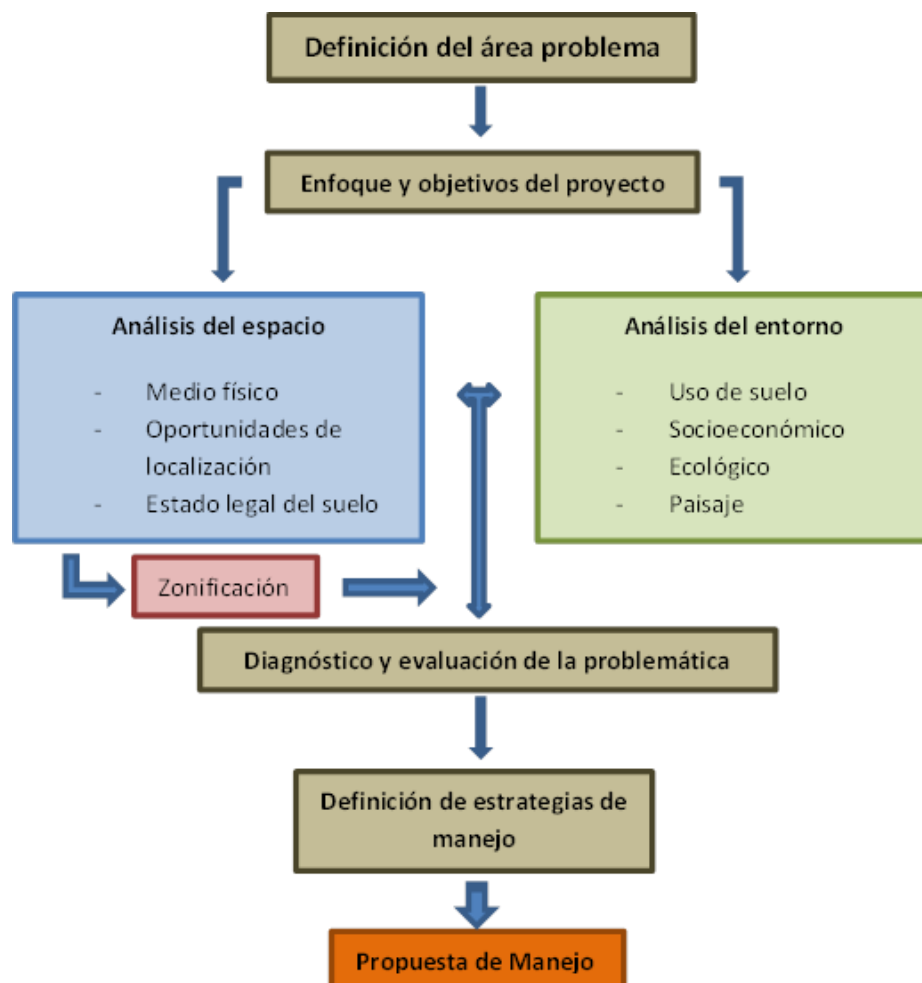 Definición del área problema
Enfoque y objetivos del proyecto
Análisis del espacio
- Medio físico
- Oportunidades de
localización
- Estado legal del suelo
Análisis del entorno
- Uso de suelo
- Socioeconómico
- Ecológico
- Paisaje
Zonificación
Diagnóstico y evaluación de la problemática
Definición de estrategias de
manejo
Propuesta de Manejo